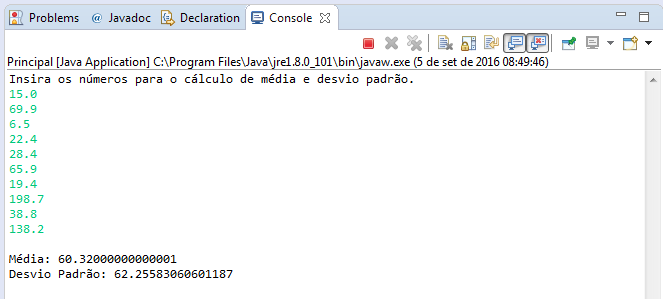 Problems @ Javadoc Declaration Console
Principal [Java Application] C:\Program Files\Java\jre1.8.0_101\bin\javaw.exe (5 de set de 2016 08:49:46)
Insira os números para o cálculo de média e desvio padrão.
15.0
69.9
6.5
22.4
28.4
65.9
19.4
198.7
38.8
138.2
Média: 60.32000000000001
Desvio Padrão: 62.25583060601187